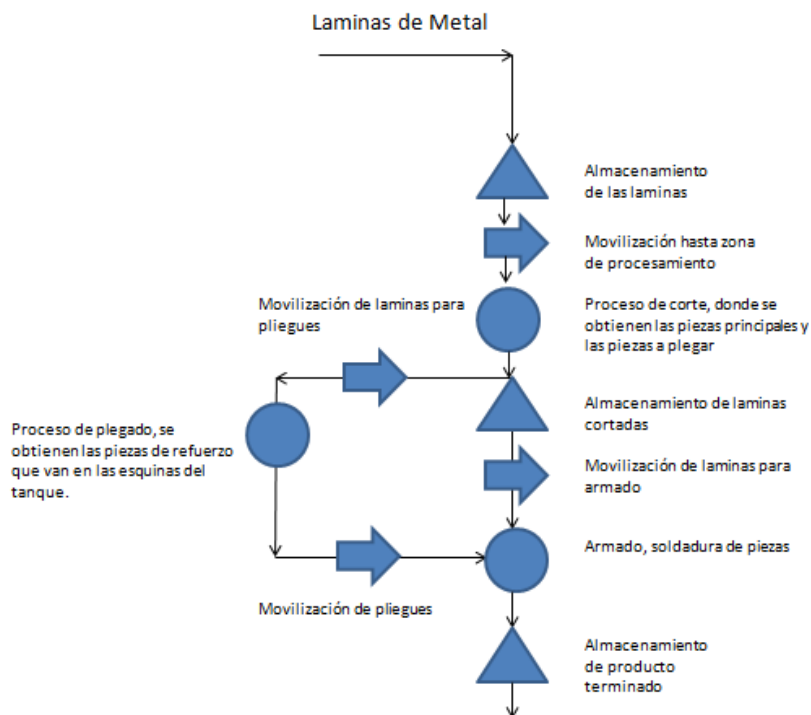 Laminas de Metal
Almacenamiento
de las laminas
Movilización hasta zona
de procesamiento
Movilización de laminas para
pliegues
Proceso de corte, donde se
obtienen las piezas principales y
las piezas a plegar
Almacenamiento de laminas
cortadas
Proceso de plegado, se
obtienen las piezas de refuerzo
que van en las esquinas del
tanque.
Movilización de laminas para
armado
Armado, soldadura de piezas
Movilización de pliegues
Almacenamiento
de producto
terminado